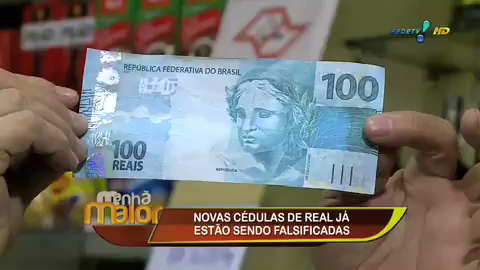 REDETV HD
REPÚBLICA FEDERATIVA DO BRASIL
100
100
REAIS
REPÚBLICA
manhã
maior
NOVAS CÉDULAS DE REAL JÁ
ESTÃO SENDO FALSIFICADAS